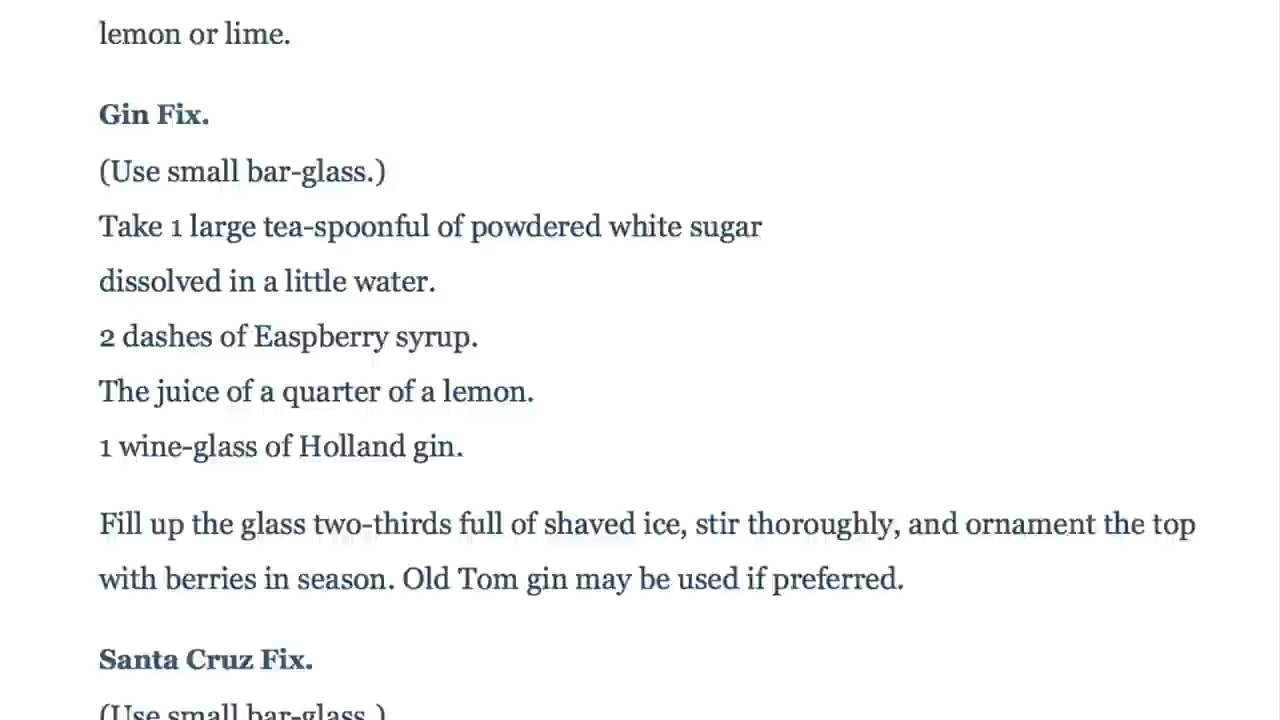 lemon or lime.
Gin Fix.
(Use small bar-glass.)
Take 1 large tea-spoonful of powdered white sugar
dissolved in a little water.
2 dashes of Easpberry syrup.
The juice of a quarter of a lemon.
1 wine-glass of Holland gin.
Fill up the glass two-thirds full of shaved ice, stir thoroughly, and ornament the top
with berries in season. Old Tom gin may be used if preferred.
Santa Cruz Fix.
(Use small bar-glass.)